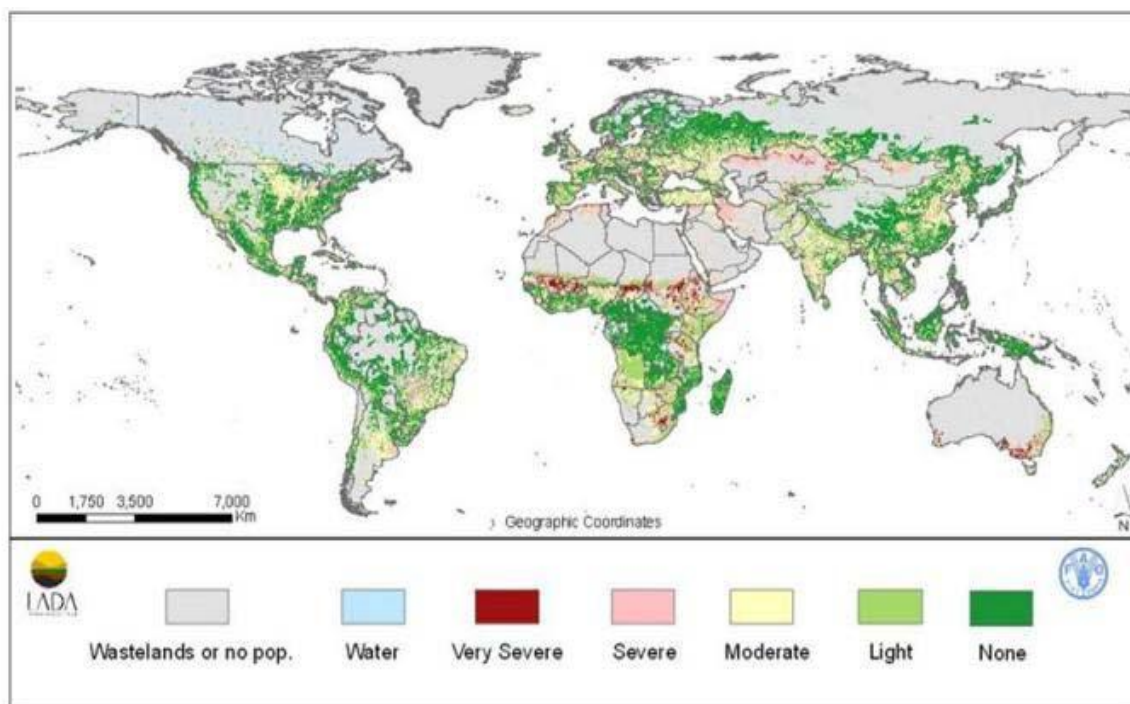 0 1,750 3,500 7,000
Km
Geographic Coordinates
N
LADA
FAO
Wastelands or no pop.
Water
Very Severe
Severe
Moderate
Light
None